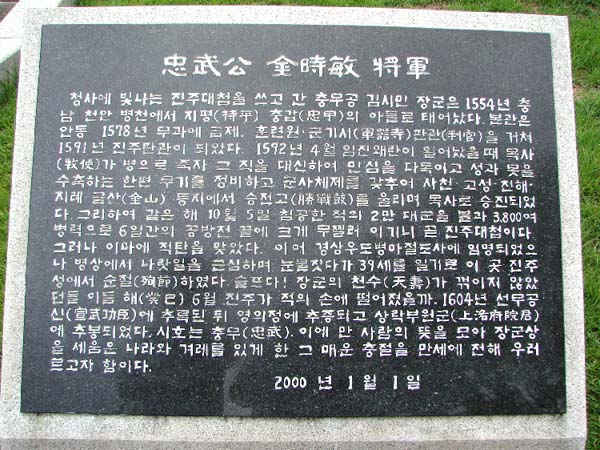 忠武公 金時敏 將軍
청사에 빛나는 진주대첩을 쓰고 간 충무공 김시민 장군은 1554년 충
남 천안 병천에서 지평(持平) 충갑(忠甲)의 아들로 태어났다. 본관은
안동 1578년 무과에 급제. 훈련원·군기시(軍器寺)판관(判官)을 거쳐
1591년 진주판관이 되었다. 1592년 4월 임진왜란이 일어났을 때 목사
(牧使)가 병으로 죽자 그 직을 대신하여 민심을 다독이고 성과 못을
수축하는 한편 무기를 정비하고 군사체제를 갖추어 사천·고성·진해·
지례 금산(金山) 등지에서 승전고(勝戰鼓)를 울리며 목사로 승진되었
다. 그리하여 같은 해 10월 5일 침공한 적의 2만 대군을 불과 3,800여
병력으로 6일간의 공방전 끝에 크게 무찔러 이기니 곧 진주대첩이다.
그러나 이마에 적탄을 맞았다. 이어 경상우도병마절도사에 임명되었으
나 병상에서 나랏일을 근심하며 눈물짓다가 39세를 일기로 이 곳 진주
성에서 순절(殉節)하였다. 슬프다! 장군의 천수(天壽)가 꺾이지 않았
던들 이듬 해(癸巳) 6월 진주가 적의 손에 떨어졌을까. 1604년 선무공
신(宣武功臣)에 추록된 뒤 영의정에 추증되고 상락부원군(上洛府院君)
에 추봉되었다. 시호는 충무(忠武). 이에 만 사람의 뜻을 모아 장군상
을 세움은 나라와 겨레를 있게 한 그 매운 충절을 만세에 전해 우러
르고자 함이다.
2000 년 1 월 1 일